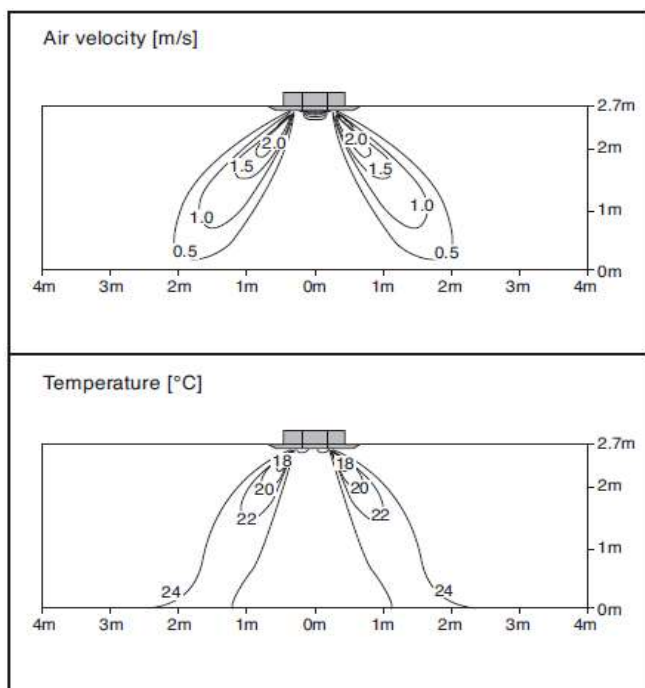 Air velocity [m/s]
2.7m
2.0 2.0
2m
1.5 1.5
1.0 1.0
1m
0.5 0.5
0m
4m 3m 2m 1m 0m 1m 2m 3m 4m
Temperature [°C]
2.7m
18 18
20 20
2m
22 22
1m
24 24
0m
4m 3m 2m 1m 0m 1m 2m 3m 4m